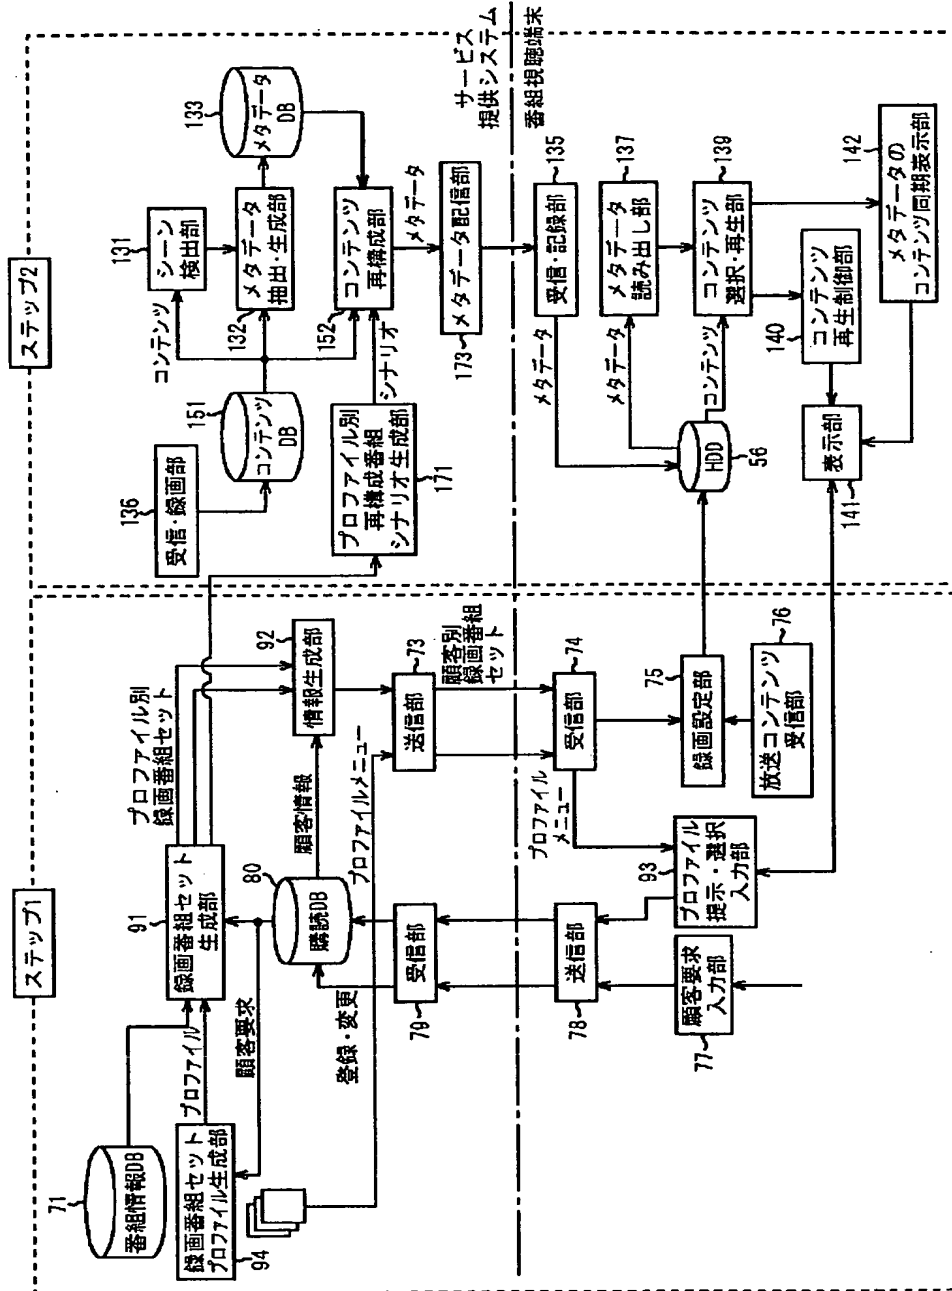 ステップ1
71
番組情報DB
プロファイル
94
録画番組セット
プロファイル生成部
91
録画番組セット
生成部
プロファイル別
録画番組セット
顧客要求
80
購読DB
顧客情報
92
情報生成部
登録・変更
プロファイルメニュー
79
受信部
73
送信部
顧客別
録画番組
セット
78
送信部
74
受信部
プロファイル
メニュー
77
顧客要求
入力部
93
プロファイル
提示・選択
入力部
75
録画設定部
76
放送コンテンツ
受信部
ステップ2
136
受信・録画部
151
コンテンツ
DB
コンテンツ
131
シーン
検出部
132
メタデータ
抽出・生成部
133
メタデータ
DB
171
プロファイル別
再構成番組
シナリオ生成部
シナリオ
152
コンテンツ
再構成部
メタデータ
173
メタデータ配信部
サービス
提供システム
番組視聴端末
135
受信・記録部
メタデータ
137
メタデータ
読み出し部
メタデータ
HDD
56
コンテンツ
139
コンテンツ
選択・再生部
140
コンテンツ
再生制御部
141
表示部
142
メタデータの
コンテンツ同期表示部